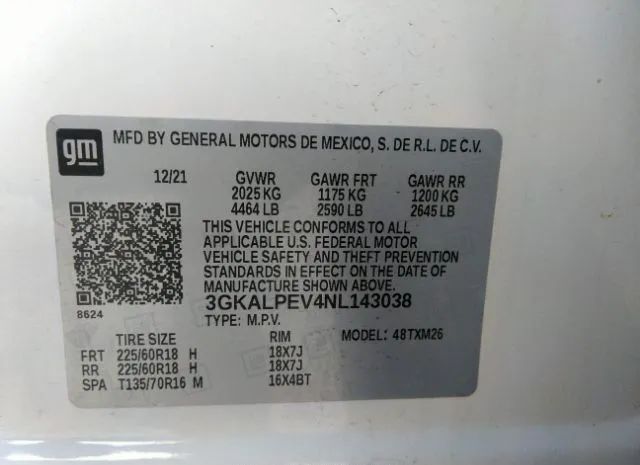 gm
MFD BY GENERAL MOTORS DE MEXICO, S. DE R.L. DE C.V.
12/21 GVWR GAWR FRT GAWR RR
2025 KG 1175 KG 1200 KG
4464 LB 2590 LB 2645 LB
THIS VEHICLE CONFORMS TO ALL
APPLICABLE U.S. FEDERAL MOTOR
VEHICLE SAFETY AND THEFT PREVENTION
STANDARDS IN EFFECT ON THE DATE OF
MANUFACTURE SHOWN ABOVE.
8624
3GKALPEV4NL143038
TYPE: M.P.V.
TIRE SIZE RIM MODEL: 48TXM26
FRT 225/60R18 H 18X7J
RR 225/60R18 H 18X7J
SPA T135/70R16 M 16X4BT